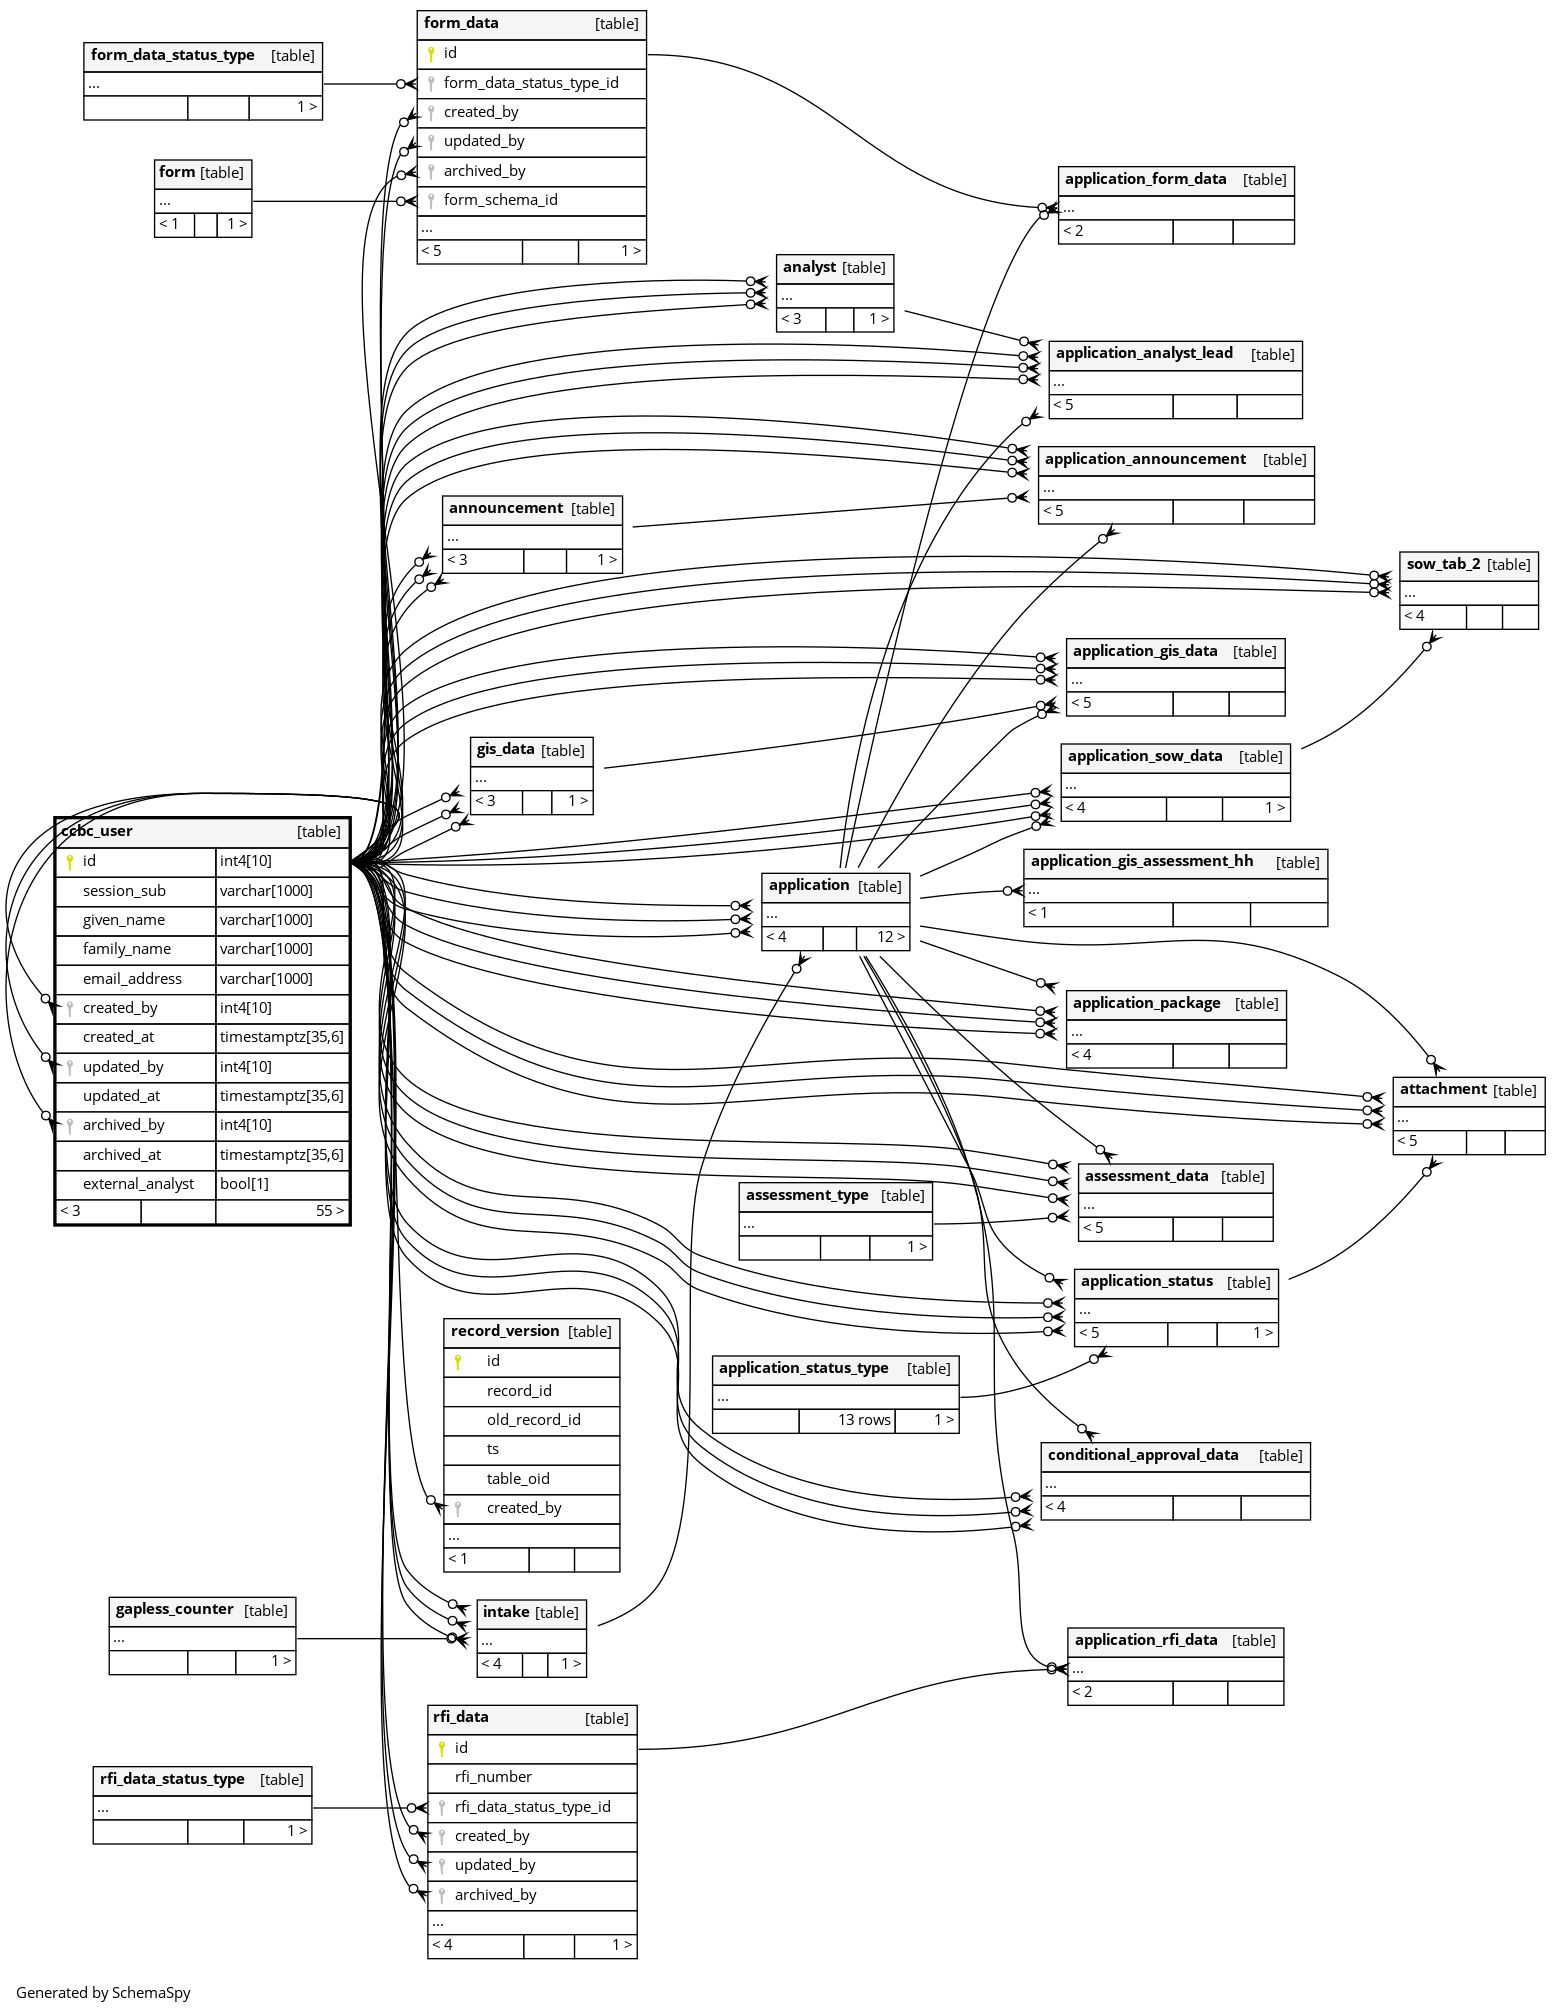 form_data [table]
id
form_data_status_type_id
created_by
updated_by
archived_by
form_schema_id
...
< 5 1 >
form_data_status_type [table]
...
1 >
form [table]
...
< 1 1 >
application_form_data [table]
...
< 2
analyst [table]
...
< 3 1 >
application_analyst_lead [table]
...
< 5
application_announcement [table]
...
< 5
announcement [table]
...
< 3 1 >
sow_tab_2 [table]
...
< 4
application_gis_data [table]
...
< 5
gis_data [table]
...
< 3 1 >
application_sow_data [table]
...
< 4 1 >
ccbc_user [table]
id int4[10]
session_sub varchar[1000]
given_name varchar[1000]
family_name varchar[1000]
email_address varchar[1000]
created_by int4[10]
created_at timestamptz[35,6]
updated_by int4[10]
updated_at timestamptz[35,6]
archived_by int4[10]
archived_at timestamptz[35,6]
external_analyst bool[1]
< 3 55 >
application_gis_assessment_hh [table]
...
< 1
application [table]
...
< 4 12 >
application_package [table]
...
< 4
attachment [table]
...
< 5
assessment_data [table]
...
< 5
assessment_type [table]
...
1 >
application_status [table]
...
< 5 1 >
record_version [table]
id
record_id
old_record_id
ts
table_oid
created_by
...
< 1
application_status_type [table]
...
13 rows 1 >
conditional_approval_data [table]
...
< 4
gapless_counter [table]
...
1 >
intake [table]
...
< 4 1 >
application_rfi_data [table]
...
< 2
rfi_data [table]
id
rfi_number
rfi_data_status_type_id
created_by
updated_by
archived_by
...
< 4 1 >
rfi_data_status_type [table]
...
1 >
Generated by SchemaSpy